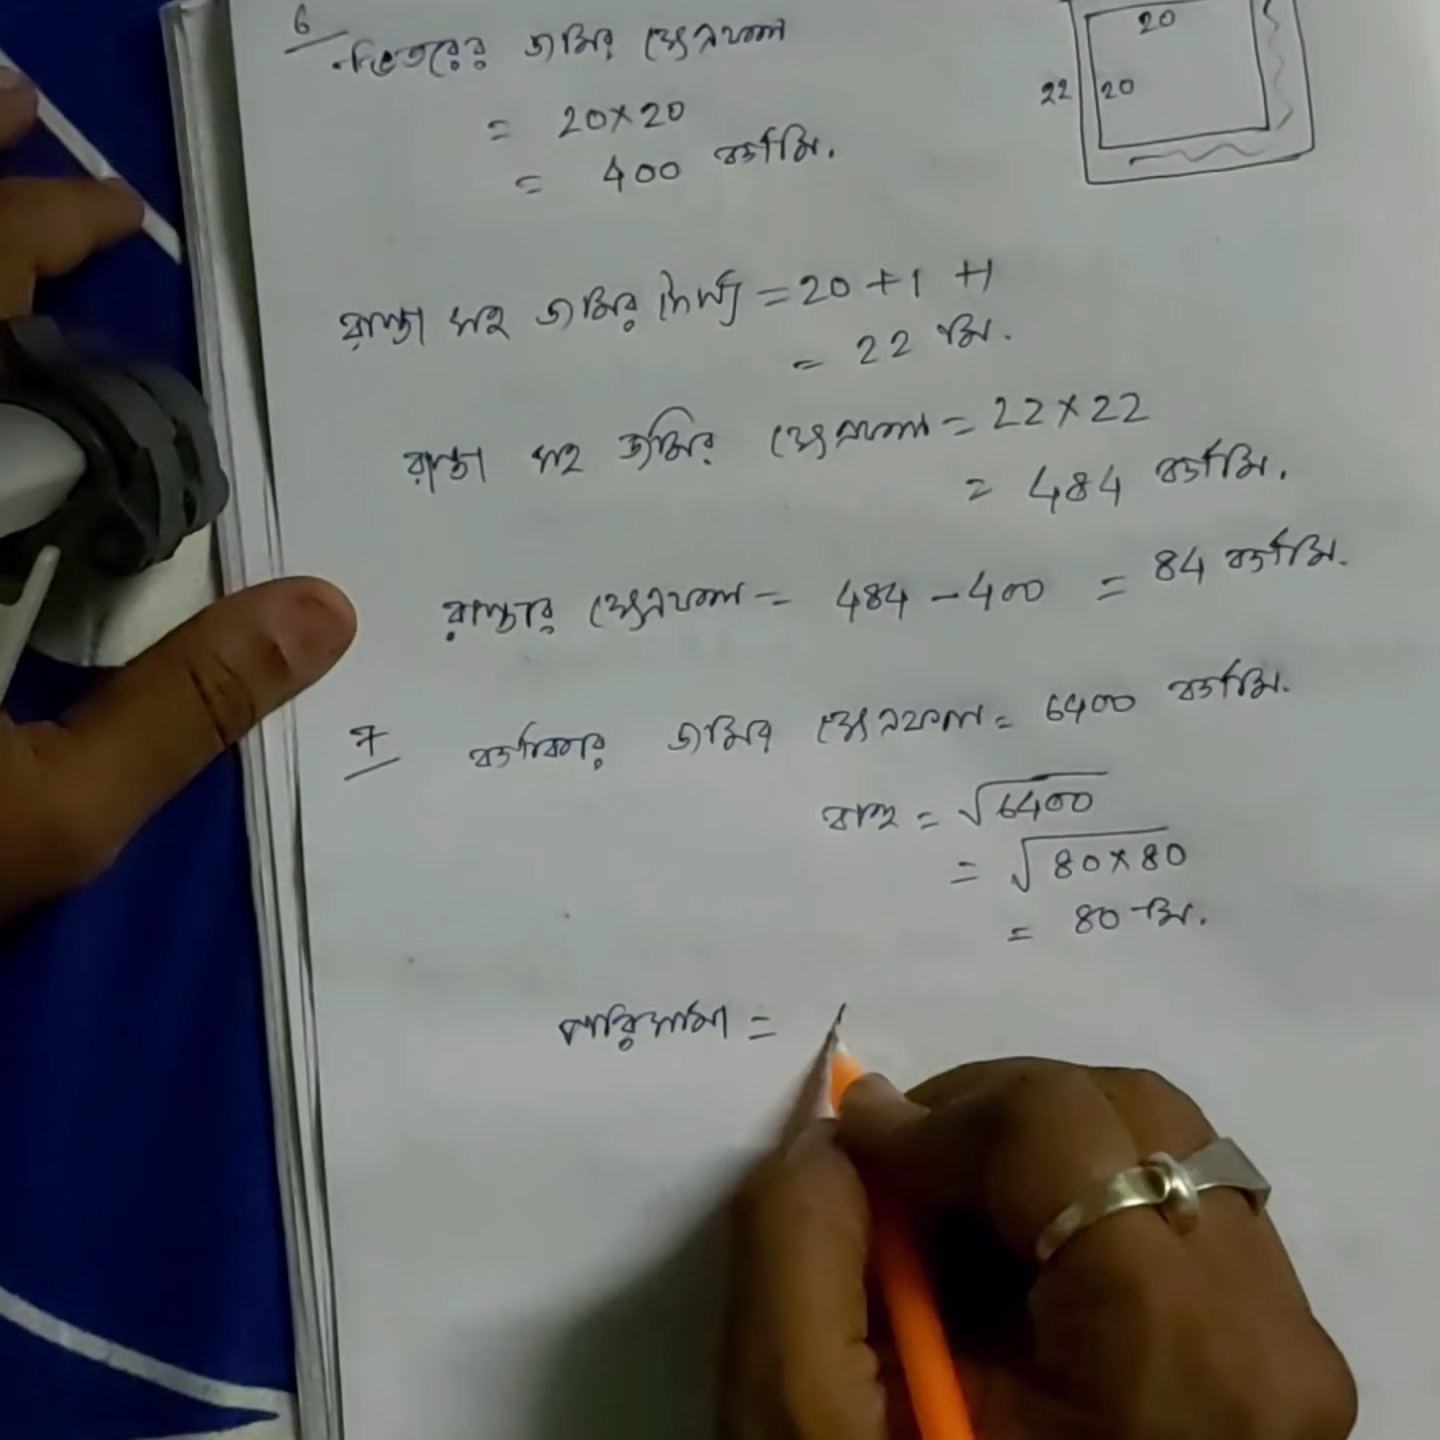 6
20
ভিতরের জমির ক্ষেত্রফল
22 20
= 20×20
= 400 বর্গমি.
রাস্তা সহ জমির দৈর্ঘ্য = 20 + 1 + 1
= 22 মি.
রাস্তা সহ জমির ক্ষেত্রফল = 22 × 22
= 484 বর্গমি.
রাস্তার ক্ষেত্রফল = 484 - 400 = 84 বর্গমি.
7 বর্গাকার জমির ক্ষেত্রফল = 6400 বর্গমি.
বাহু = √6400
= √80×80
= 80 মি.
পরিসীমা =